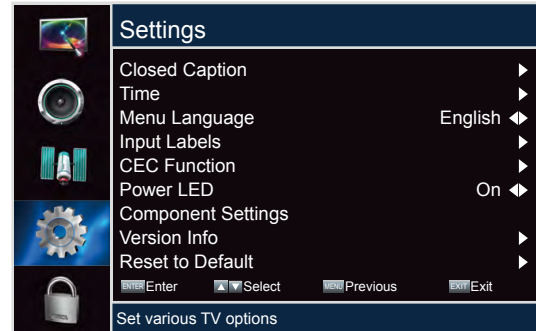 Settings
Closed Caption
Time
Menu Language English
Input Labels
CEC Function
Power LED On
Component Settings
Version Info
Reset to Default
ENTER Enter Select MENU Previous EXIT Exit
Set various TV options